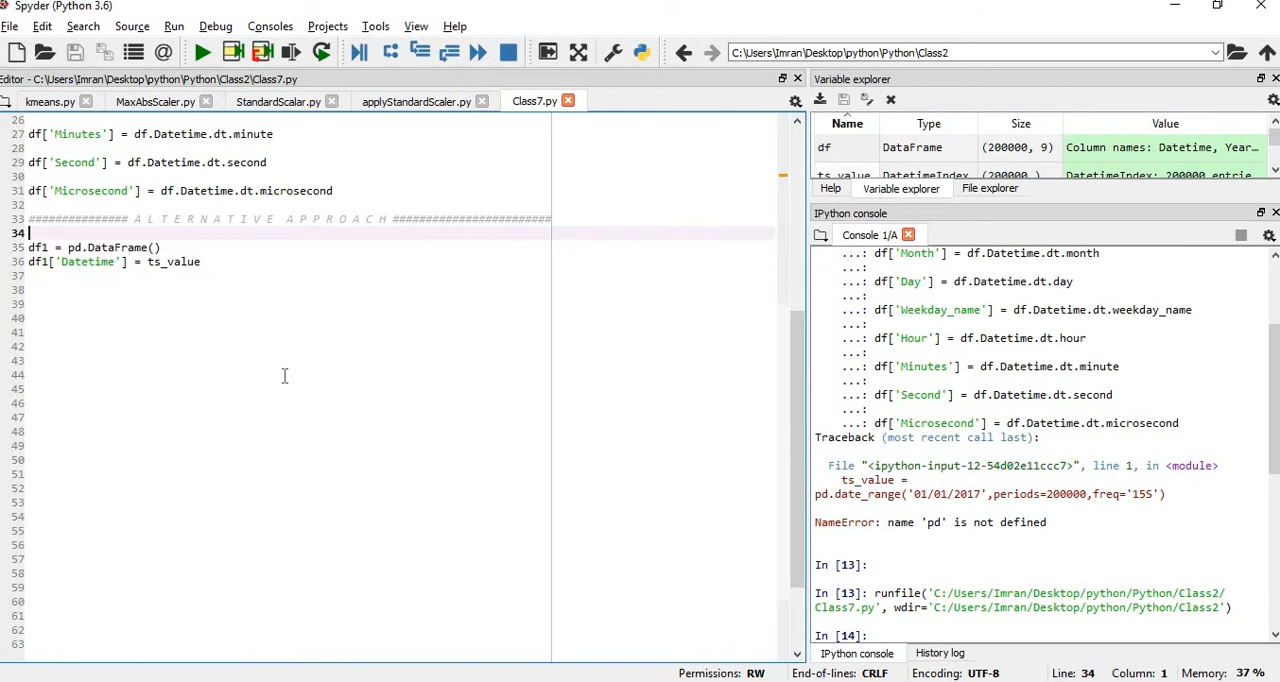 Spyder (Python 3.6)
File Edit Search Source Run Debug Consoles Projects Tools View Help
C:\Users\Imran\Desktop\python\Python\Class2
Editor - C:\Users\Imran\Desktop\python\Python\Class2\Class7.py
kmeans.py MaxAbsScaler.py StandardScalar.py applyStandardScaler.py Class7.py
26
27 df['Minutes'] = df.Datetime.dt.minute
28
29 df['Second'] = df.Datetime.dt.second
30
31 df['Microsecond'] = df.Datetime.dt.microsecond
32
33 ############### A L T E R N A T I V E  A P P R O A C H ########################
34
35 df1 = pd.DataFrame()
36 df1['Datetime'] = ts_value
37
38
39
40
41
42
43
44
45
46
47
48
49
50
51
52
53
54
55
56
57
58
59
60
61
62
63
Variable explorer
Name Type Size Value
df DataFrame (200000, 9) Column names: Datetime, Year…
ts_value DatetimeIndex (200000,) DatetimeIndex: 200000 entrie
Help Variable explorer File explorer
IPython console
Console 1/A
...: df['Month'] = df.Datetime.dt.month
...:
...: df['Day'] = df.Datetime.dt.day
...:
...: df['Weekday_name'] = df.Datetime.dt.weekday_name
...:
...: df['Hour'] = df.Datetime.dt.hour
...:
...: df['Minutes'] = df.Datetime.dt.minute
...:
...: df['Second'] = df.Datetime.dt.second
...:
...: df['Microsecond'] = df.Datetime.dt.microsecond
Traceback (most recent call last):
File "<ipython-input-12-54d02e11ccc7>", line 1, in <module>
ts_value =
pd.date_range('01/01/2017',periods=200000,freq='15S')
NameError: name 'pd' is not defined
In [13]:
In [13]: runfile('C:/Users/Imran/Desktop/python/Python/Class2/
Class7.py', wdir='C:/Users/Imran/Desktop/python/Python/Class2')
In [14]:
IPython console History log
Permissions: RW End-of-lines: CRLF Encoding: UTF-8 Line: 34 Column: 1 Memory: 37 %